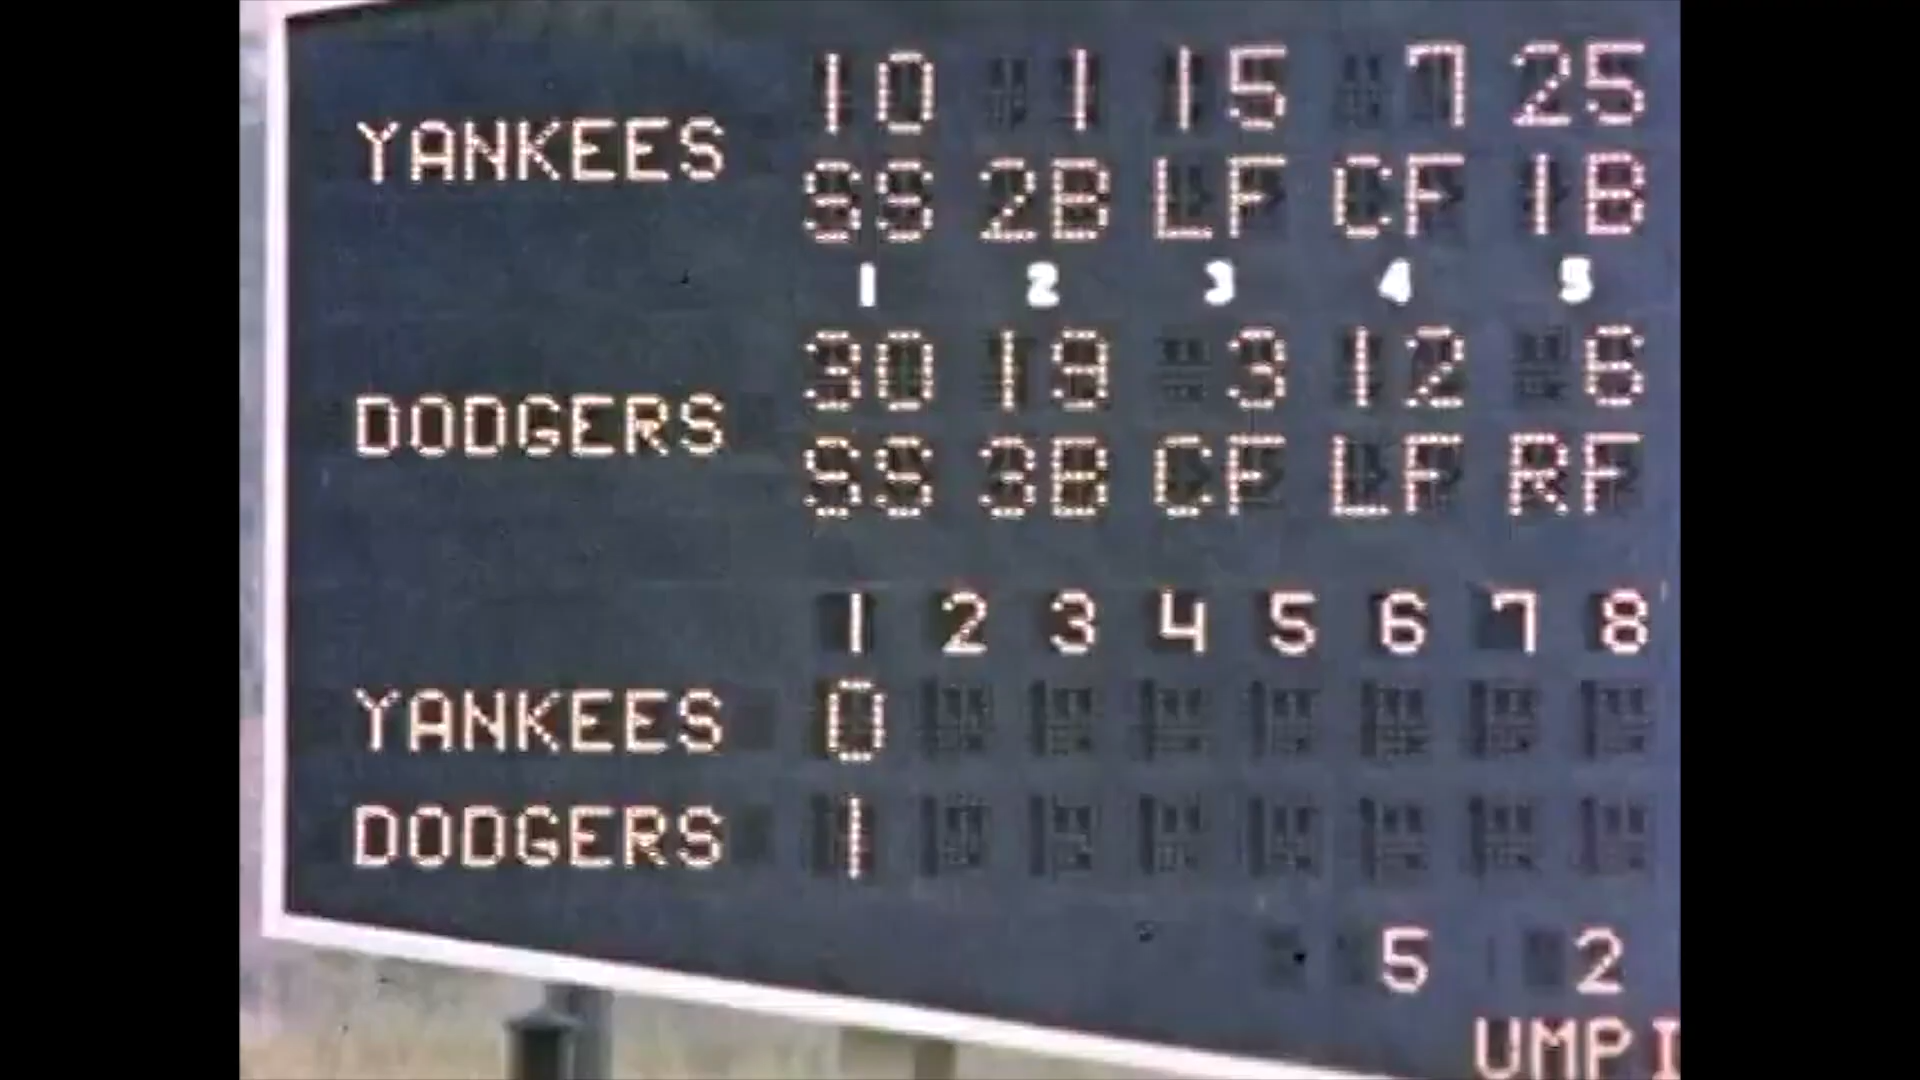 10 1 15 7 25
YANKEES
SS 2B LF CF 1B
1 2 3 4 5
30 19 3 12 6
DODGERS
SS 3B CF LF RF
1 2 3 4 5 6 7 8
YANKEES 0
DODGERS 1
5 2
UMPI